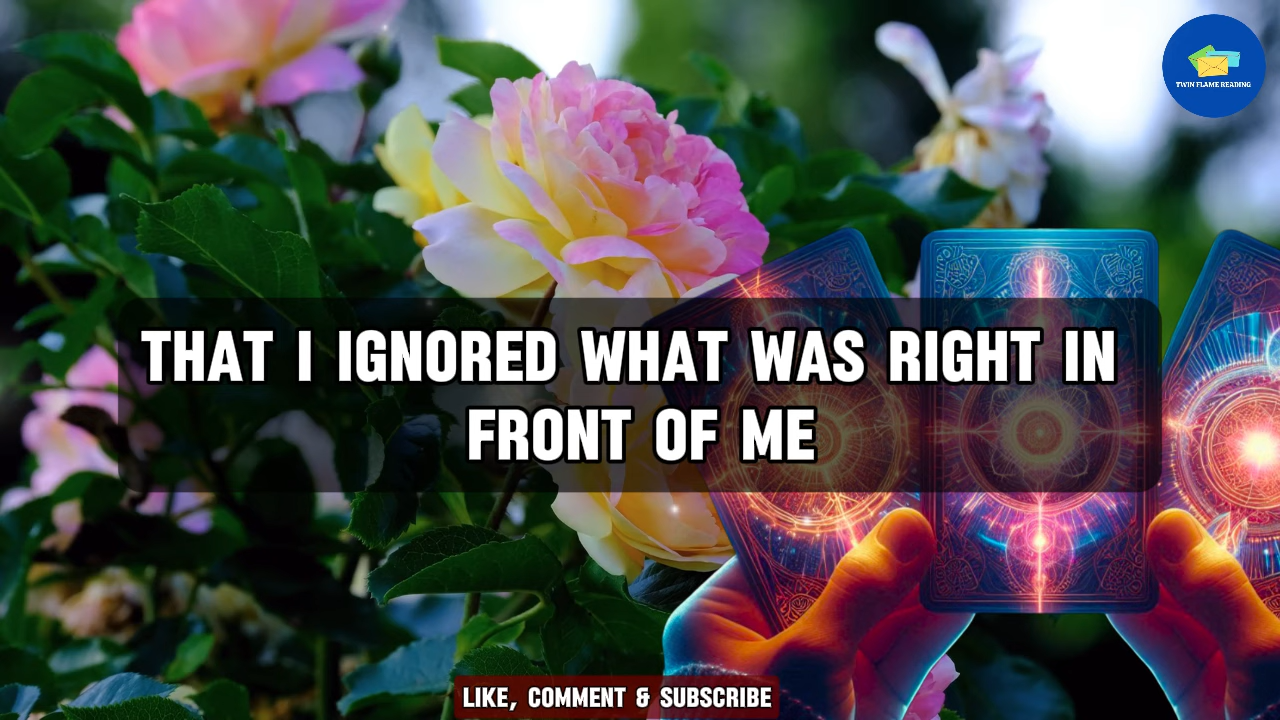 TWIN FLAME READING
THAT I IGNORED WHAT WAS RIGHT IN
FRONT OF ME
LIKE, COMMENT & SUBSCRIBE